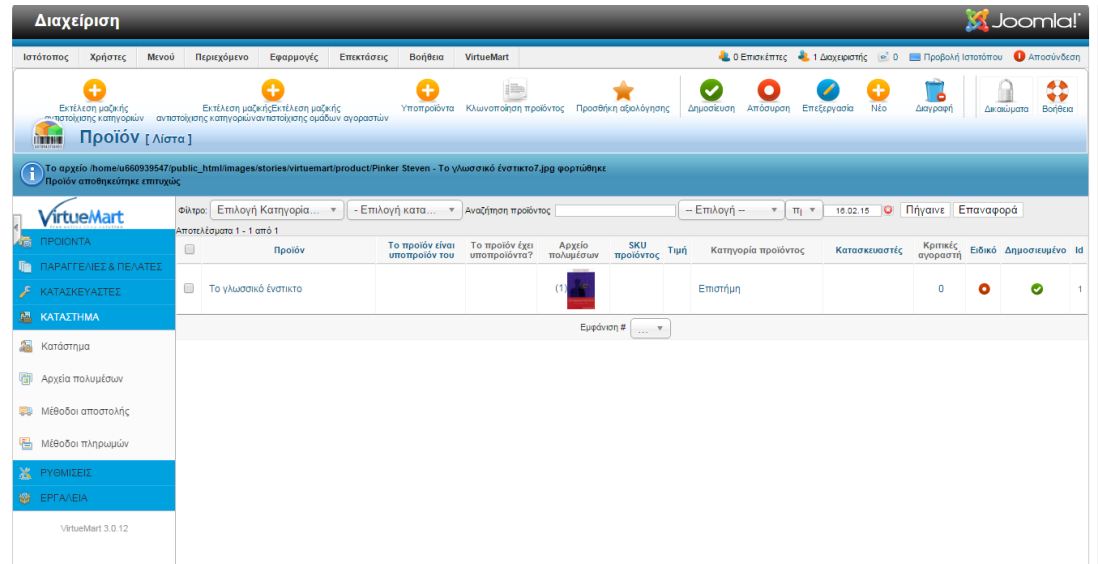 Διαχείριση
Joomla!
Ιστότοπος Χρήστες Μενού Περιεχόμενο Εφαρμογές Επεκτάσεις Βοήθεια VirtueMart 0 Επισκέπτες 1 Διαχειριστής 0 Προβολή Ιστοτόπου Αποσύνδεση
Εκτέλεση μαζικής αντιστοίχισης κατηγοριών
Εκτέλεση μαζικήςΕκτέλεση μαζικής
αντιστοίχισης κατηγοριώναντιστοίχισης ομάδων αγοραστών
Υποπροϊόντα Κλωνοποίηση προϊόντος Προσθήκη αξιολόγησης Δημοσίευση Απόσυρση Επεξεργασία Νέο Διαγραφή Δικαιώματα Βοήθεια
Προϊόν [ Λίστα ]
Το αρχείο /home/u660939547/public_html/images/stories/virtuemart/product/Pinker Steven - Το γλωσσικό ένστικτο7.jpg φορτώθηκε
Προϊόν αποθηκεύτηκε επιτυχώς
VirtueMart
Φίλτρο: Επιλογή Κατηγορία... - Επιλογή κατα... Αναζήτηση προϊόντος -- Επιλογή -- πι 16.02.15 Πήγαινε Επαναφορά
Αποτελέσματα 1 - 1 από 1
Προϊόν Το προϊόν είναι υποπροϊόν του Το προϊόν έχει υποπροϊόντα? Αρχείο πολυμέσων SKU προϊόντος Τιμή Κατηγορία προϊόντος Κατασκευαστές Κριτικές αγοραστή Ειδικό Δημοσιευμένο Id
Το γλωσσικό ένστικτο (1) Επιστήμη 0 1
Εμφάνιση # ...
ΠΡΟΪΟΝΤΑ
ΠΑΡΑΓΓΕΛΙΕΣ & ΠΕΛΑΤΕΣ
ΚΑΤΑΣΚΕΥΑΣΤΕΣ
ΚΑΤΑΣΤΗΜΑ
Κατάστημα
Αρχεία πολυμέσων
Μέθοδοι αποστολής
Μέθοδοι πληρωμών
ΡΥΘΜΙΣΕΙΣ
ΕΡΓΑΛΕΙΑ
VirtueMart 3.0.12